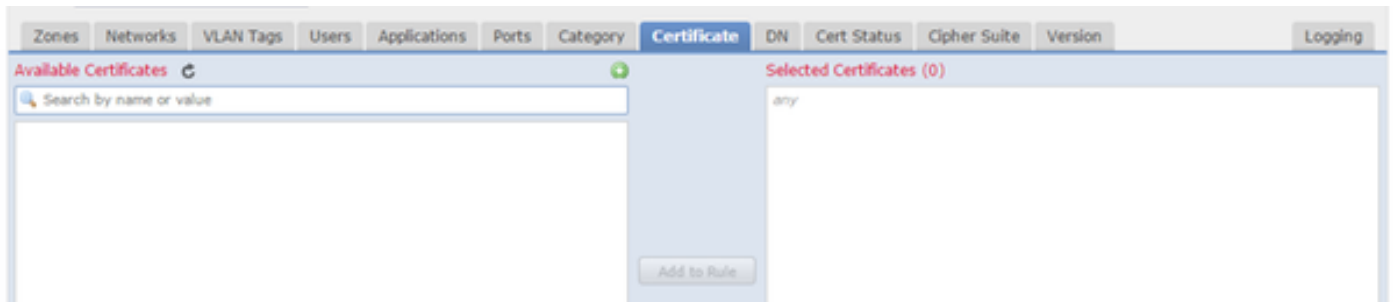 Zones Networks VLAN Tags Users Applications Ports Category Certificate DN Cert Status Cipher Suite Version Logging
Available Certificates Selected Certificates (0)
Search by name or value any
Add to Rule